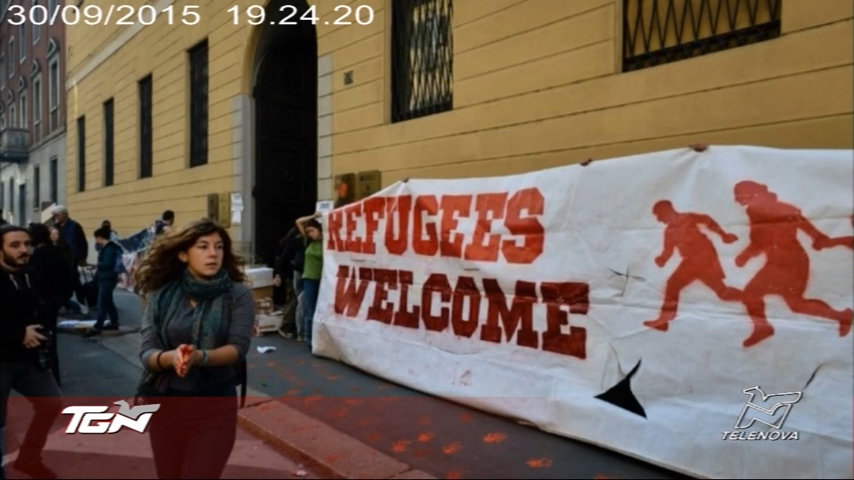 30/09/2015 19.24.20
REFUGEES
WELCOME
TGN
TELENOVA